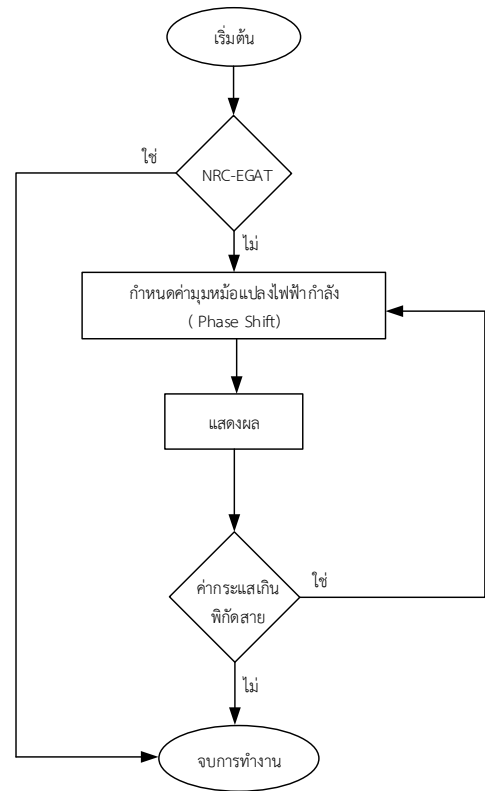 เริ่มต้น
ใช่
NRC-EGAT
ไม่
กำหนดค่ามุมหม้อแปลงไฟฟ้ากำลัง
( Phase Shift)
แสดงผล
ค่ากระแสเกิน
พิกัดสาย
ใช่
ไม่
จบการทำงาน